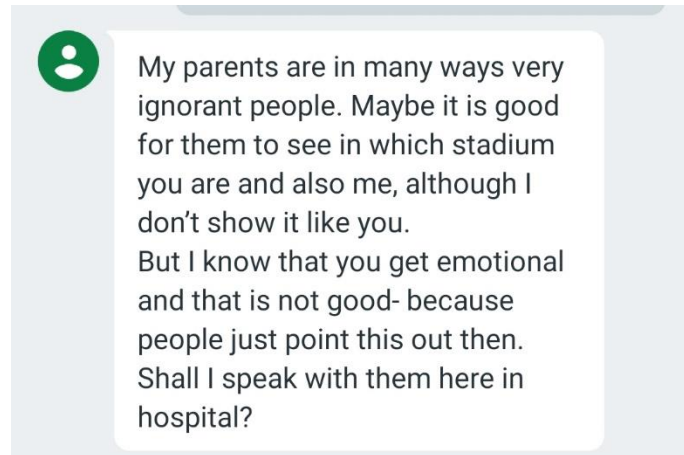 My parents are in many ways very
ignorant people. Maybe it is good
for them to see in which stadium
you are and also me, although I
don't show it like you.
But I know that you get emotional
and that is not good- because
people just point this out then.
Shall I speak with them here in
hospital?